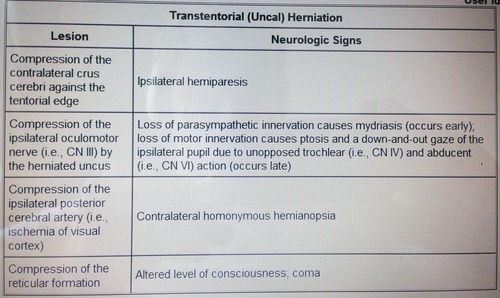 User Id
Transtentorial (Uncal) Herniation
Lesion
Neurologic Signs
Compression of the
contralateral crus
cerebri against the
tentorial edge
Ipsilateral hemiparesis
Compression of the
ipsilateral oculomotor
nerve (i.e., CN III) by
the herniated uncus
Loss of parasympathetic innervation causes mydriasis (occurs early);
loss of motor innervation causes ptosis and a down-and-out gaze of the
ipsilateral pupil due to unopposed trochlear (i.e., CN IV) and abducent
(i.e., CN VI) action (occurs late)
Compression of the
ipsilateral posterior
cerebral artery (i.e.,
ischemia of visual
cortex)
Contralateral homonymous hemianopsia
Compression of the
reticular formation
Altered level of consciousness; coma